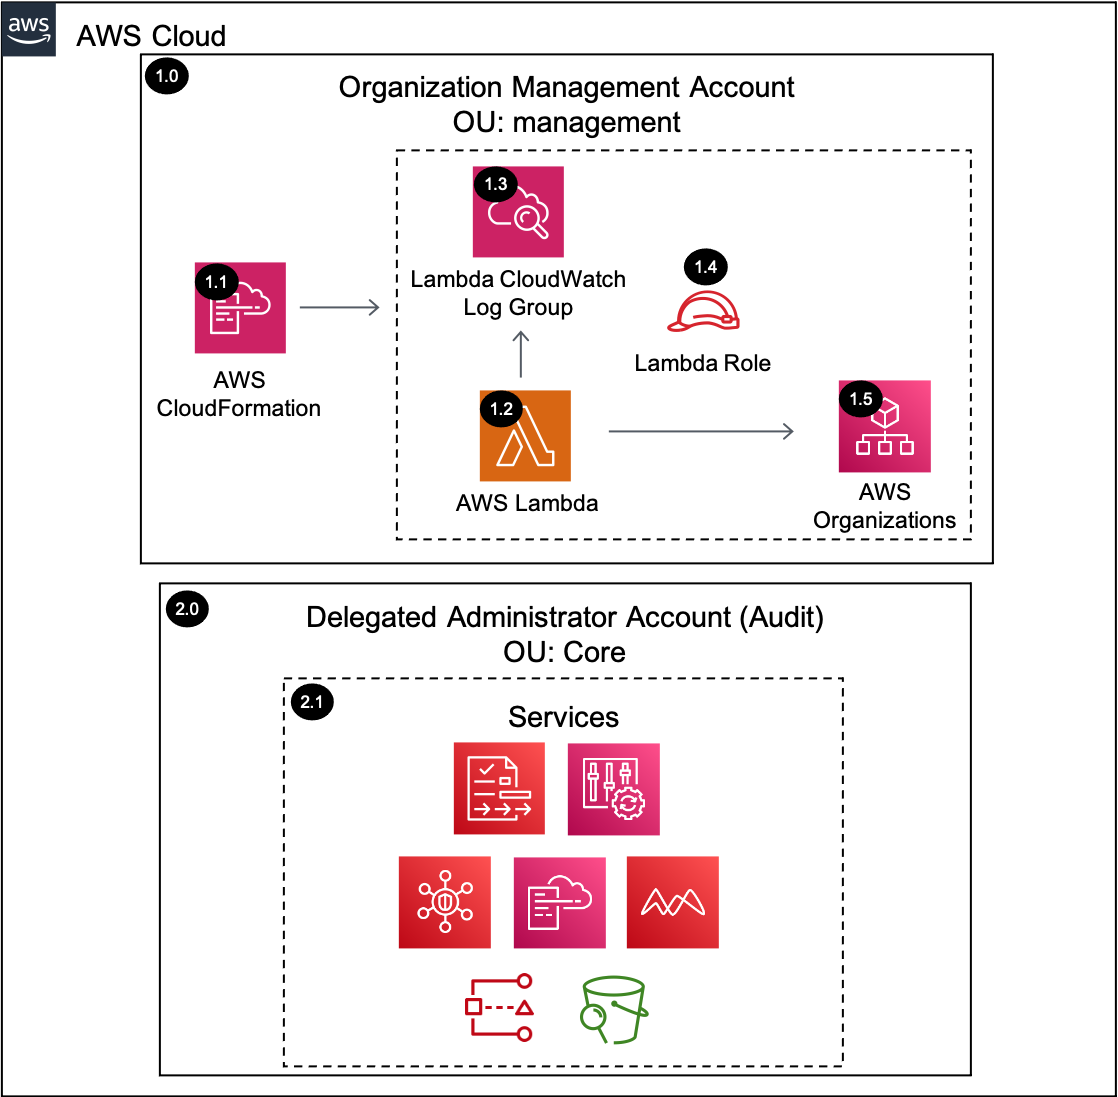 aws
AWS Cloud
1.0
Organization Management Account
OU: management
1.3
Lambda CloudWatch
Log Group
1.1
AWS
CloudFormation
1.4
Lambda Role
1.2
AWS Lambda
1.5
AWS
Organizations
2.0
Delegated Administrator Account (Audit)
OU: Core
2.1
Services